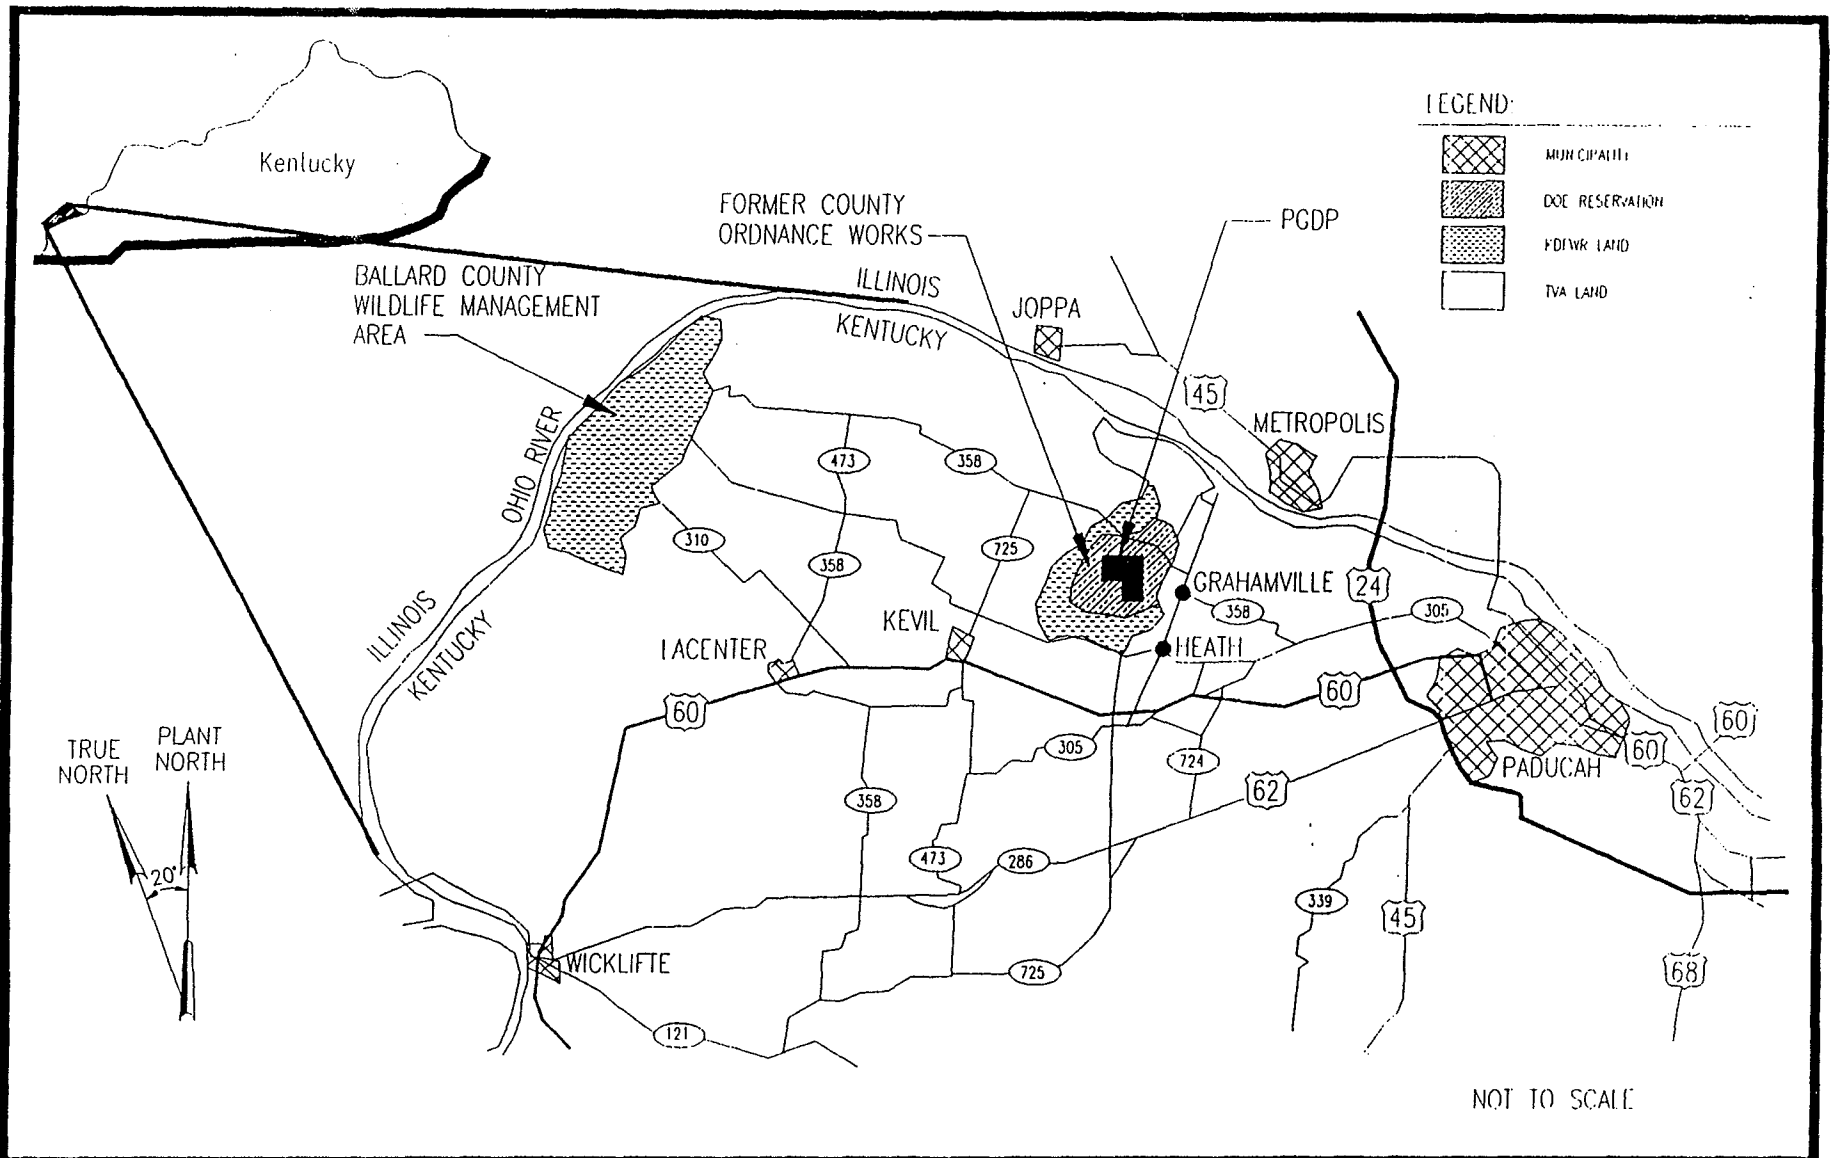 LEGEND:
MUNICIPALITY
DOE RESERVATION
KDFWR LAND
TVA LAND
Kentucky
FORMER COUNTY
ORDNANCE WORKS
PGDP
BALLARD COUNTY
WILDLIFE MANAGEMENT
AREA
ILLINOIS
KENTUCKY
JOPPA
45
METROPOLIS
OHIO RIVER
473
358
310
358
725
24
GRAHAMVILLE
358
305
ILLINOIS
KENTUCKY
KEVIL
LACENTER
HEATH
60
60
60
60
TRUE
NORTH
PLANT
NORTH
20°
305
724
PADUCAH
62
62
358
473
286
339
45
68
WICKLIFTE
725
121
NOT TO SCALE